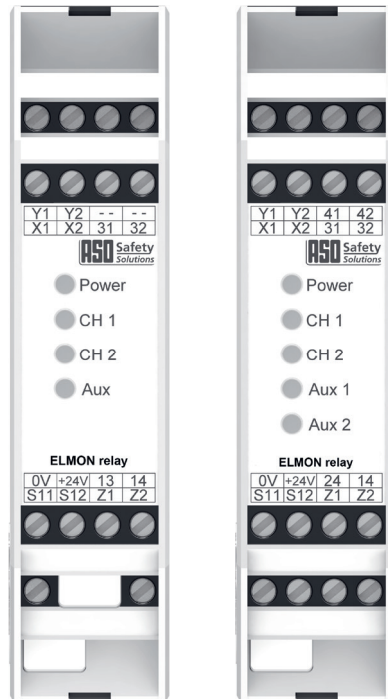 Y1 Y2 -- --
X1 X2 31 32
ASO Safety Solutions
Power
CH 1
CH 2
Aux
ELMON relay
0V +24V 13 14
S11 S12 Z1 Z2
Y1 Y2 41 42
X1 X2 31 32
ASO Safety Solutions
Power
CH 1
CH 2
Aux 1
Aux 2
ELMON relay
0V +24V 24 14
S11 S12 Z1 Z2